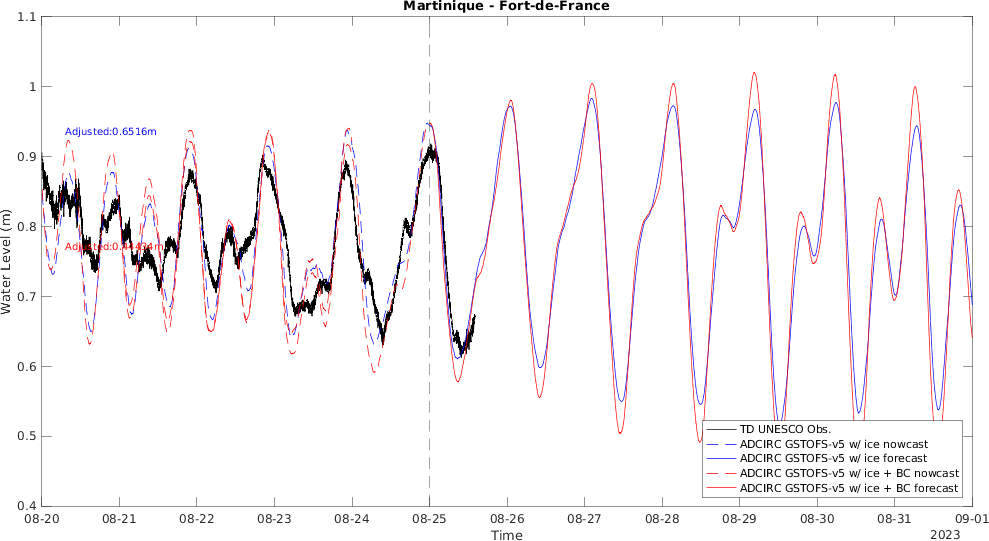 Martinique - Fort-de-France
Water Level (m)
1.1
1
0.9
0.8
0.7
0.6
0.5
0.4
Adjusted:0.6516m
TD UNESCO Obs.
ADCIRC GSTOFS-v5 w/ ice nowcast
ADCIRC GSTOFS-v5 w/ ice forecast
ADCIRC GSTOFS-v5 w/ ice + BC nowcast
ADCIRC GSTOFS-v5 w/ ice + BC forecast
08-20 08-21 08-22 08-23 08-24 08-25 08-26 08-27 08-28 08-29 08-30 08-31 09-01
Time
2023